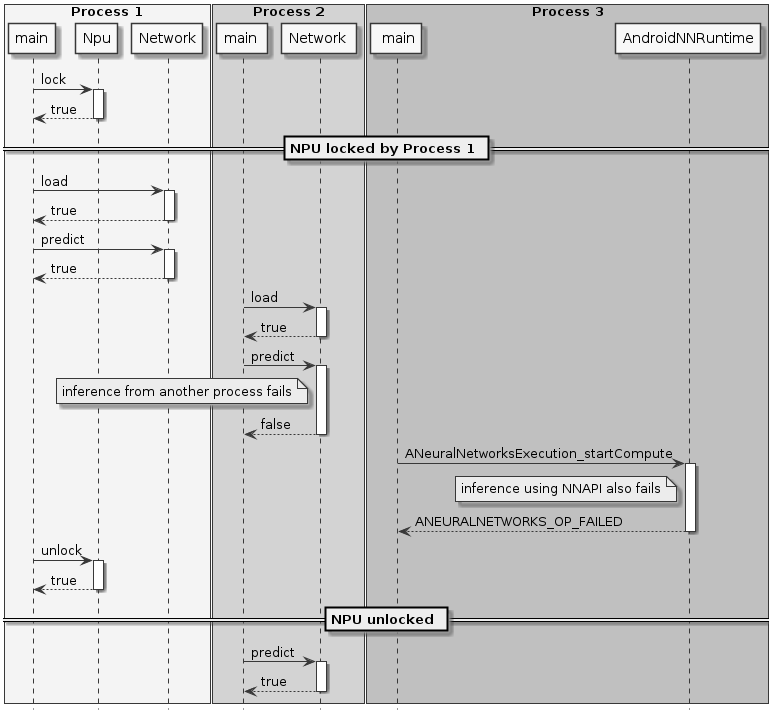 Process 1
Process 2
Process 3
main
Npu
Network
main
Network
main
AndroidNNRuntime
lock
true
NPU locked by Process 1
load
true
predict
true
load
true
predict
inference from another process fails
false
ANeuralNetworksExecution_startCompute
inference using NNAPI also fails
ANEURALNETWORKS_OP_FAILED
unlock
true
NPU unlocked
predict
true